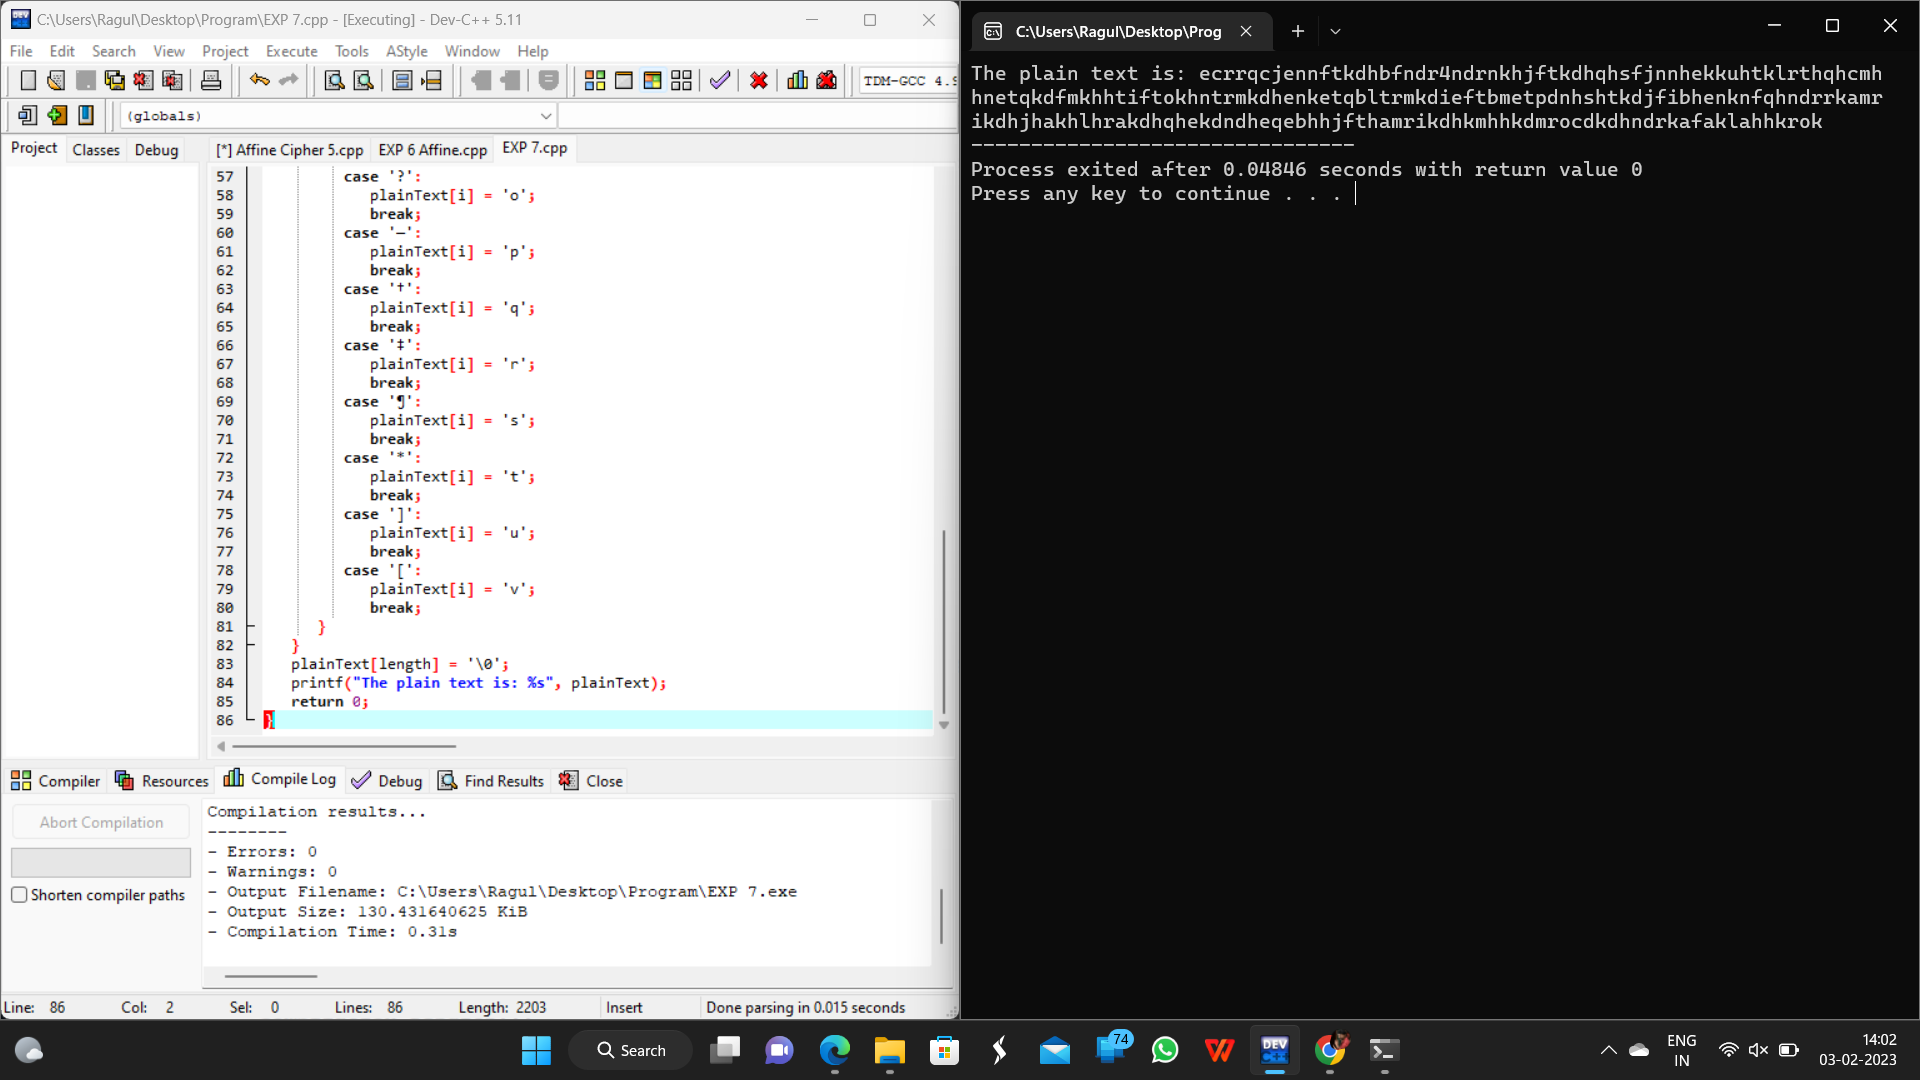 C:\Users\Ragul\Desktop\Program\EXP 7.cpp - [Executing] - Dev-C++ 5.11
File Edit Search View Project Execute Tools AStyle Window Help
TDM-GCC 4.9
(globals)
Project Classes Debug
[*] Affine Cipher 5.cpp EXP 6 Affine.cpp EXP 7.cpp
57 case '?':
58 plainText[i] = 'o';
59 break;
60 case '—':
61 plainText[i] = 'p';
62 break;
63 case '†':
64 plainText[i] = 'q';
65 break;
66 case '‡':
67 plainText[i] = 'r';
68 break;
69 case '¶':
70 plainText[i] = 's';
71 break;
72 case '*':
73 plainText[i] = 't';
74 break;
75 case ']':
76 plainText[i] = 'u';
77 break;
78 case '[':
79 plainText[i] = 'v';
80 break;
81 }
82 }
83 plainText[length] = '\0';
84 printf("The plain text is: %s", plainText);
85 return 0;
86 }
Compiler Resources Compile Log Debug Find Results Close
Abort Compilation
Shorten compiler paths
Compilation results...
--------
- Errors: 0
- Warnings: 0
- Output Filename: C:\Users\Ragul\Desktop\Program\EXP 7.exe
- Output Size: 130.431640625 KiB
- Compilation Time: 0.31s
Line: 86 Col: 2 Sel: 0 Lines: 86 Length: 2203 Insert Done parsing in 0.015 seconds
C:\Users\Ragul\Desktop\Prog
The plain text is: ecrrqcjennftkdhbfndr4ndrnkhjftkdhqhsfjnnhekkuhtklrthqhcmh
hnetqkdfmkhhtiftokhntrmkdhenketqbltrmkdieftbmetpdnhshtkdjfibhenknfqhndrrkamr
ikdhjhakhlhrakdhqhekdndheqebhhjfthamrikdhkmhhkdmrocdkdhndrkafaklahhkrok
--------------------------------
Process exited after 0.04846 seconds with return value 0
Press any key to continue . . .
Search
74
DEV C++
ENG
IN
14:02
03-02-2023